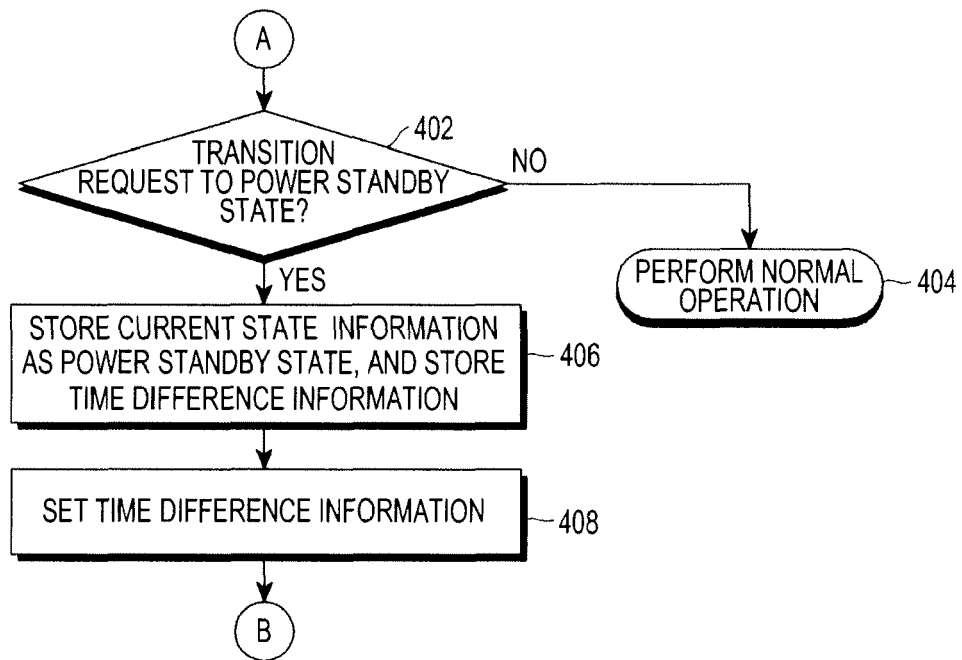 A
402
TRANSITION
REQUEST TO POWER STANDBY
STATE?
NO
YES
PERFORM NORMAL
OPERATION
404
STORE CURRENT STATE INFORMATION
AS POWER STANDBY STATE, AND STORE
TIME DIFFERENCE INFORMATION
406
SET TIME DIFFERENCE INFORMATION
408
B